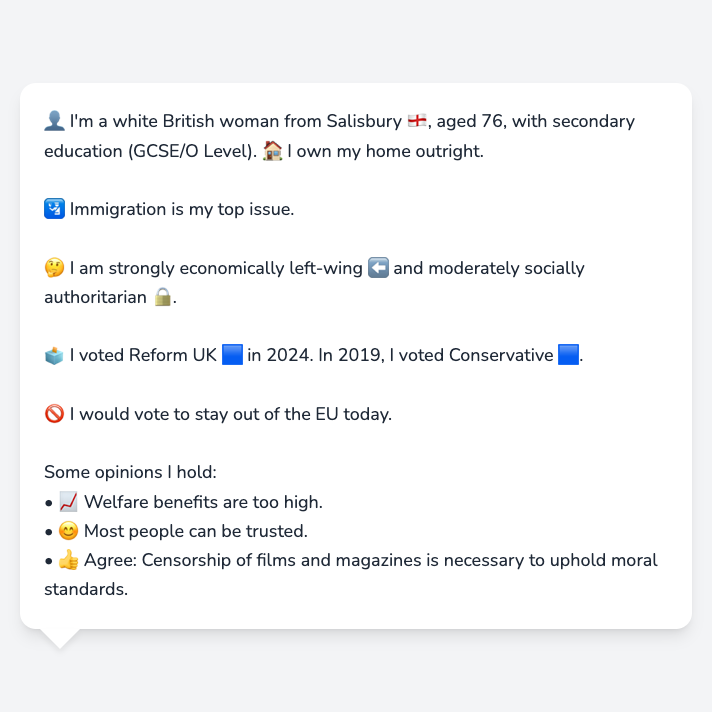 👤 I'm a white British woman from Salisbury 🏴󠁧󠁢󠁥󠁮󠁧󠁿, aged 76, with secondary
education (GCSE/O Level). 🏠 I own my home outright.
🛂 Immigration is my top issue.
🤔 I am strongly economically left-wing ⬅️ and moderately socially
authoritarian 🔒.
🗳️ I voted Reform UK 🟦 in 2024. In 2019, I voted Conservative 🟦.
🚫 I would vote to stay out of the EU today.
Some opinions I hold:
• 📈 Welfare benefits are too high.
• 😊 Most people can be trusted.
• 👍 Agree: Censorship of films and magazines is necessary to uphold moral
standards.